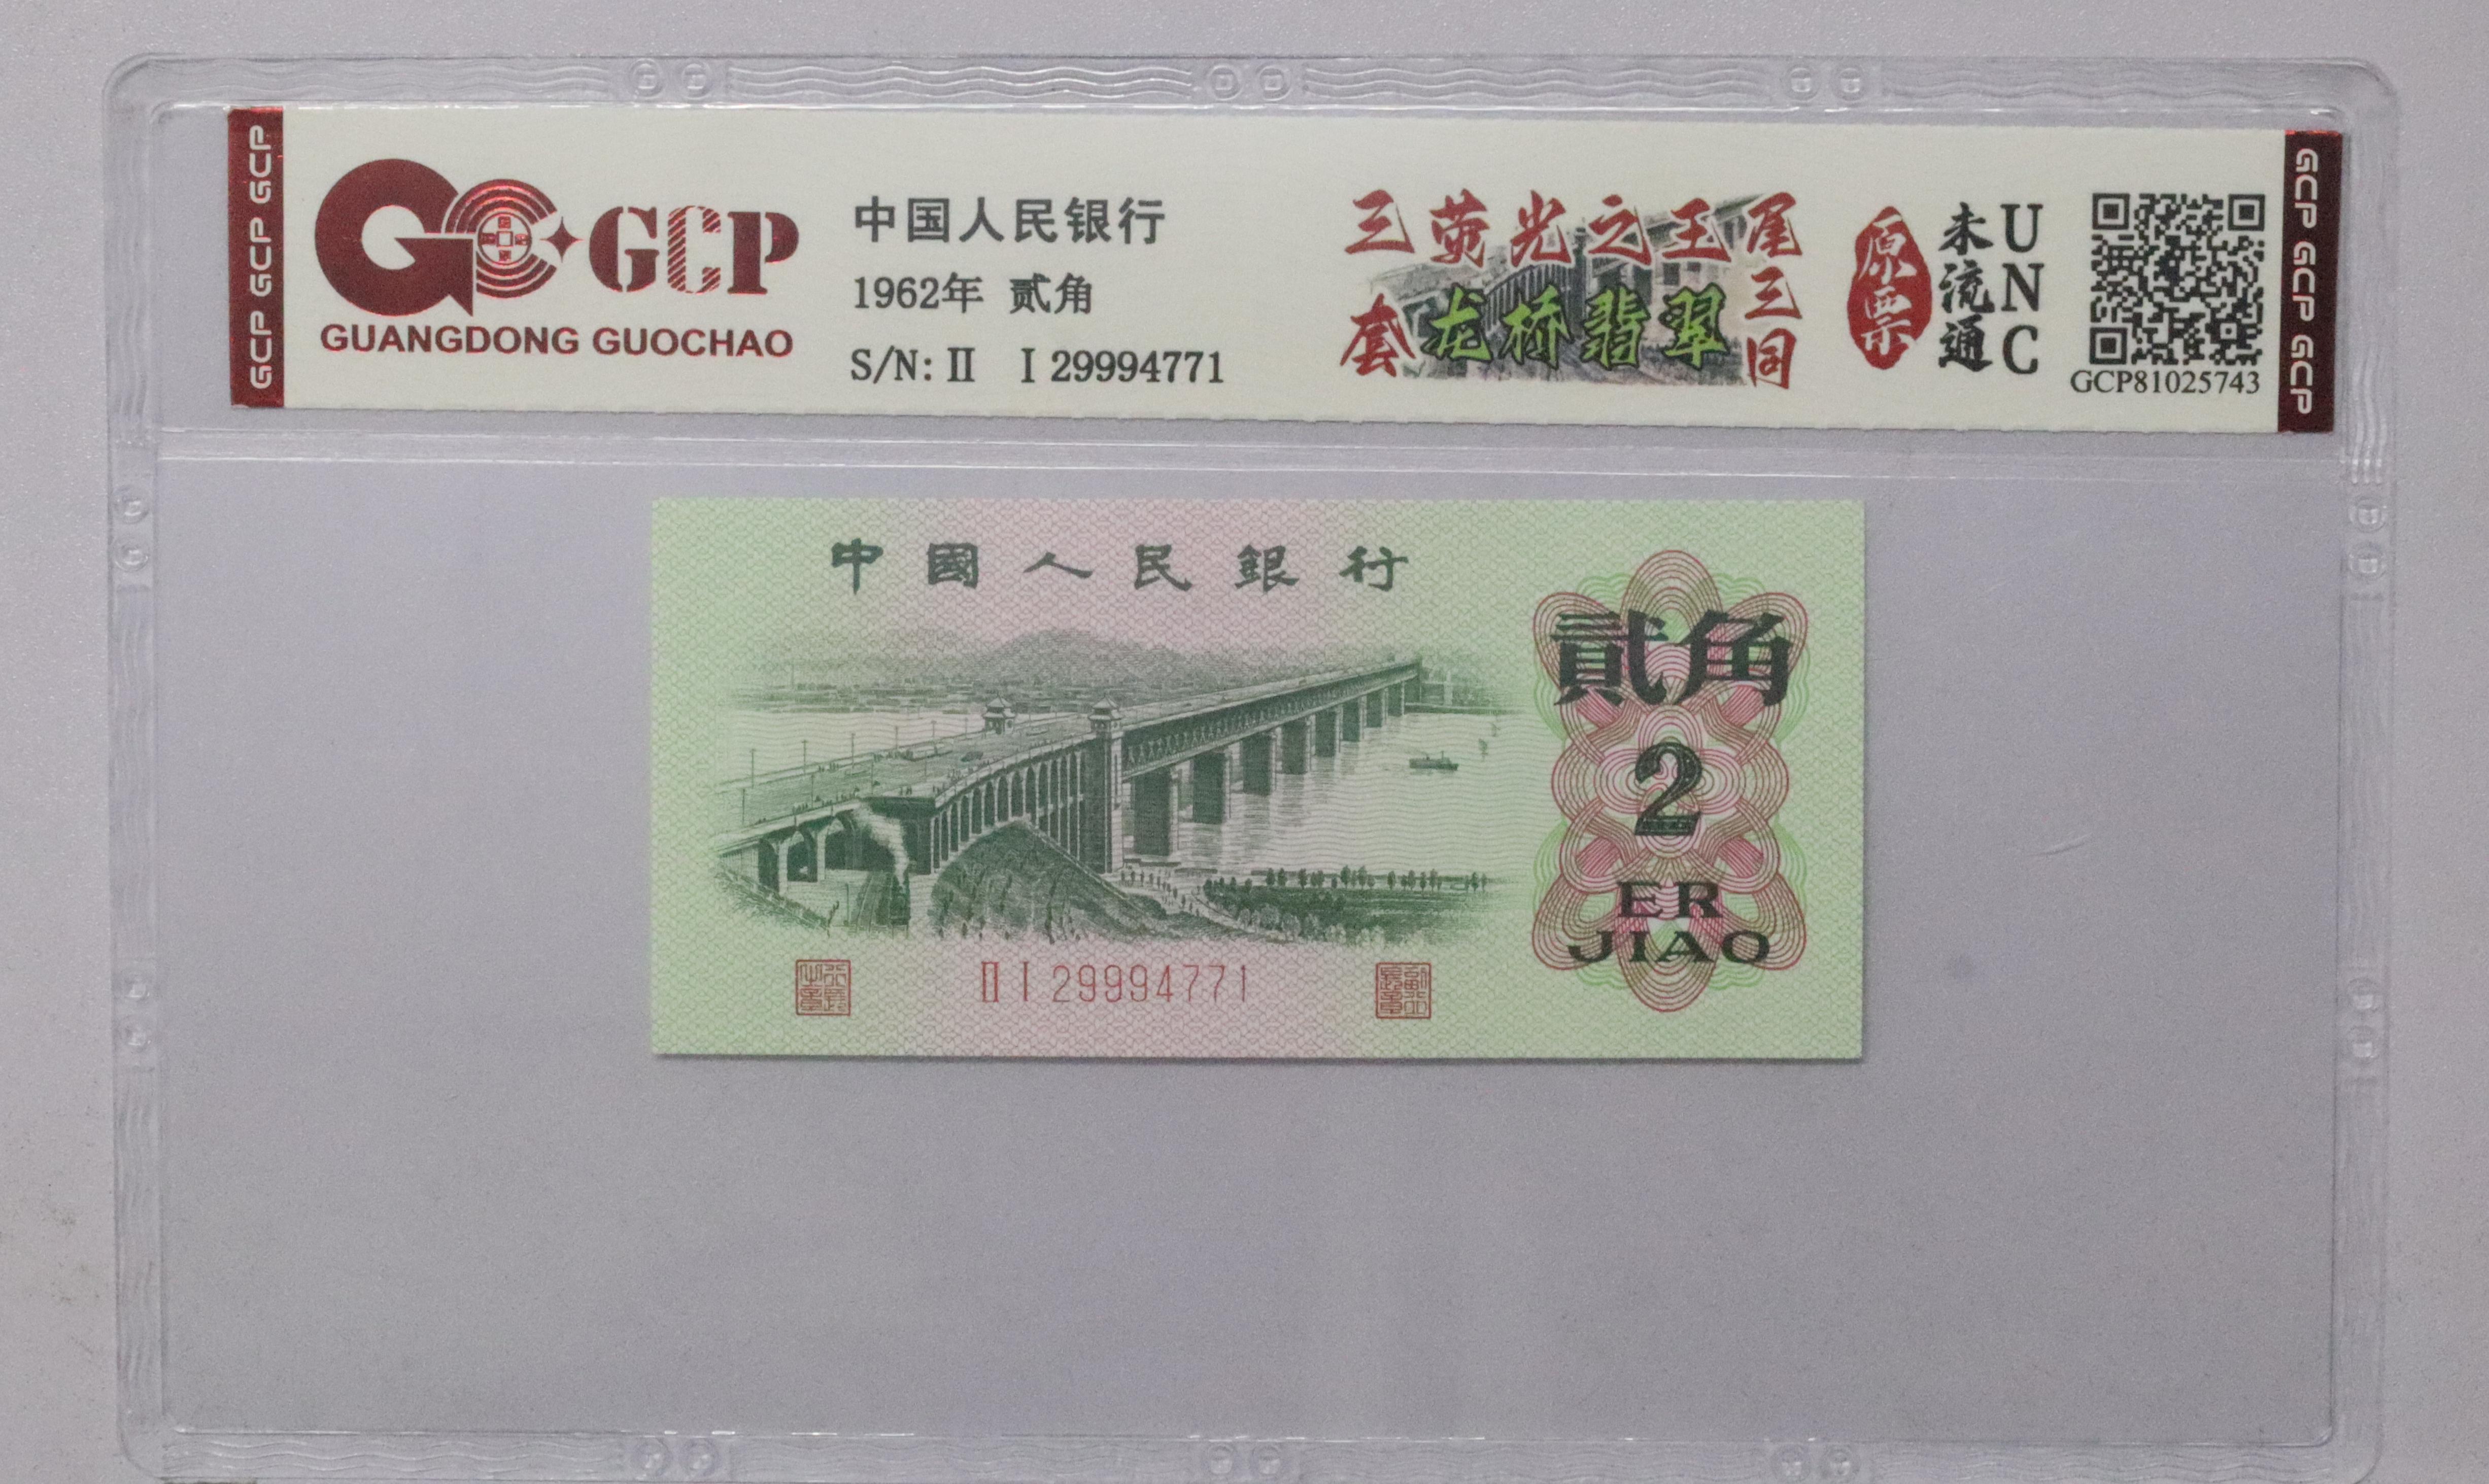 GCP GCP GCP
GCP
GUANGDONG GUOCHAO
中国人民银行
1962年 贰角
S/N: II I 29994771
三套
荧光之王
龙桥翡翠
尾三同
原票
未流通
UNC
GCP81025743
GCP GCP GCP
中國人民銀行
貳角
2
ER
JIAO
II I 29994771